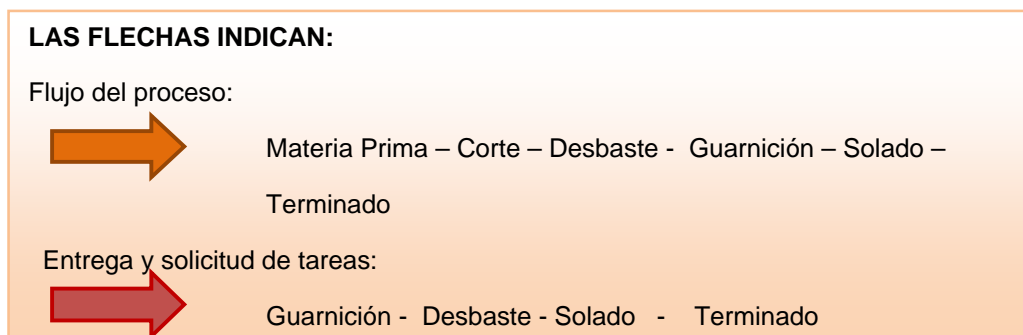 LAS FLECHAS INDICAN:
Flujo del proceso:
Materia Prima – Corte – Desbaste - Guarnición – Solado –
Terminado
Entrega y solicitud de tareas:
Guarnición - Desbaste - Solado - Terminado